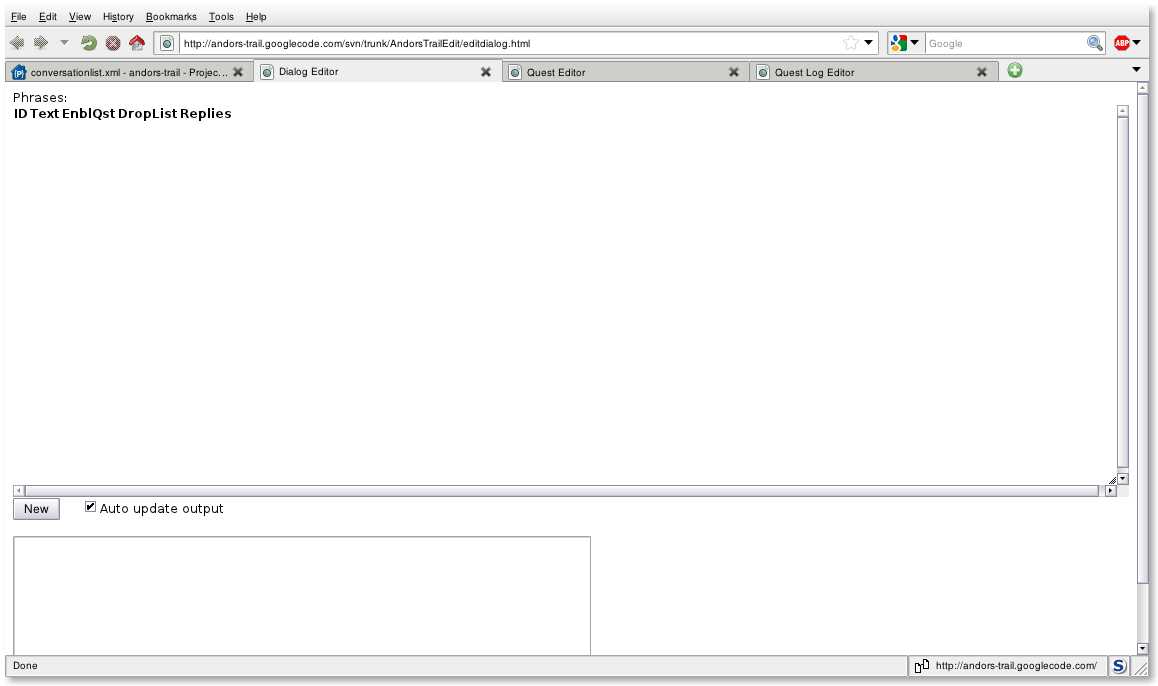 File Edit View History Bookmarks Tools Help
http://andors-trail.googlecode.com/svn/trunk/AndorsTrailEdit/editdialog.html Google ABP
conversationlist.xml - andors-trail - Projec... Dialog Editor Quest Editor Quest Log Editor
Phrases:
ID Text EnblQst DropList Replies
New Auto update output
Done http://andors-trail.googlecode.com/ S